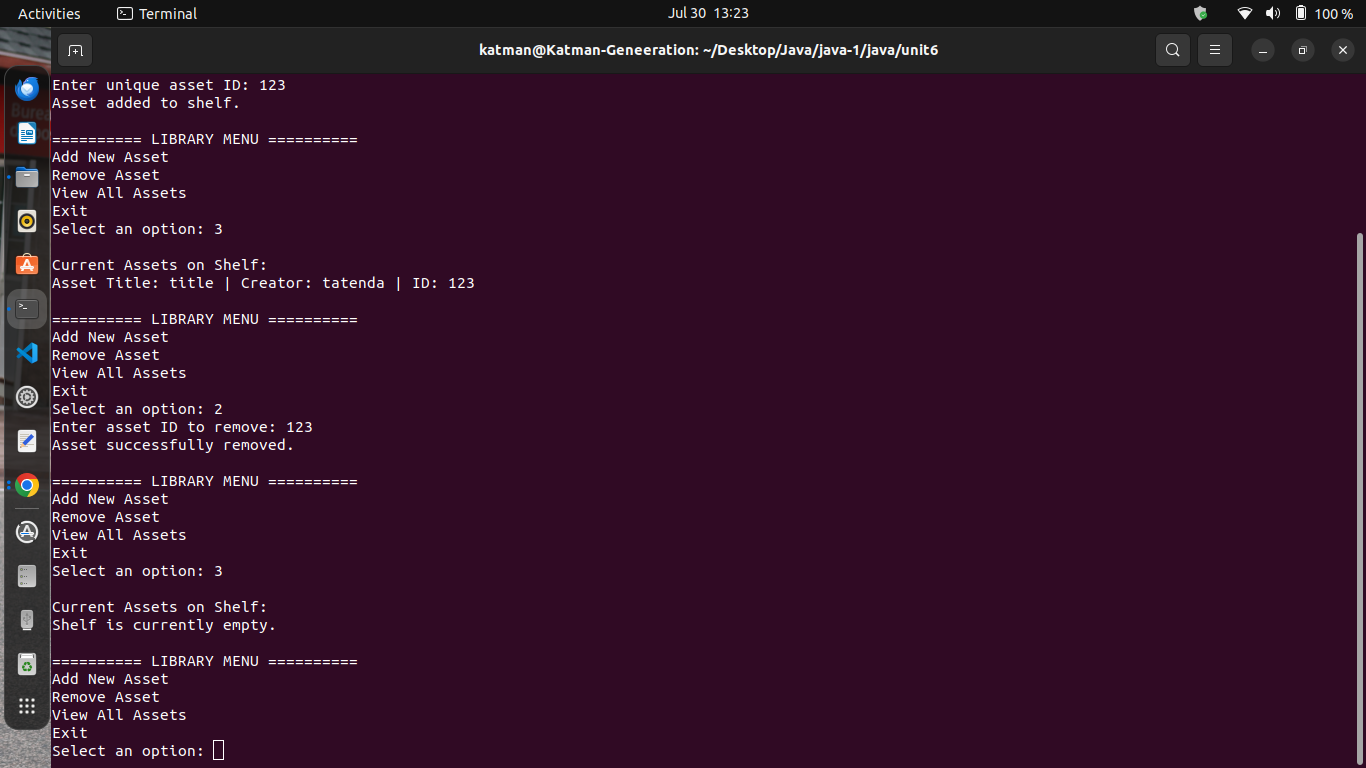 Activities
Terminal
Jul 30 13:23
100 %
katman@Katman-Geneeration: ~/Desktop/Java/java-1/java/unit6
Enter unique asset ID: 123
Asset added to shelf.
========== LIBRARY MENU ==========
Add New Asset
Remove Asset
View All Assets
Exit
Select an option: 3
Current Assets on Shelf:
Asset Title: title | Creator: tatenda | ID: 123
========== LIBRARY MENU ==========
Add New Asset
Remove Asset
View All Assets
Exit
Select an option: 2
Enter asset ID to remove: 123
Asset successfully removed.
========== LIBRARY MENU ==========
Add New Asset
Remove Asset
View All Assets
Exit
Select an option: 3
Current Assets on Shelf:
Shelf is currently empty.
========== LIBRARY MENU ==========
Add New Asset
Remove Asset
View All Assets
Exit
Select an option: